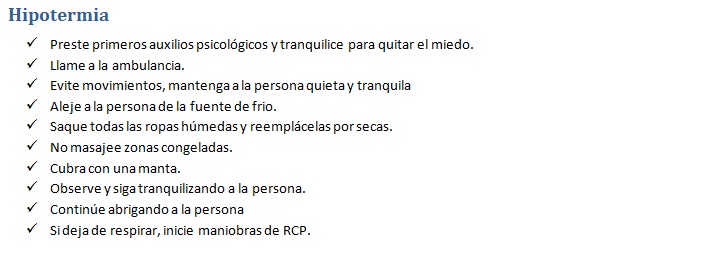 Hipotermia
✓ Preste primeros auxilios psicológicos y tranquilice para quitar el miedo.
✓ Llame a la ambulancia.
✓ Evite movimientos, mantenga a la persona quieta y tranquila
✓ Aleje a la persona de la fuente de frio.
✓ Saque todas las ropas húmedas y reemplácelas por secas.
✓ No masajee zonas congeladas.
✓ Cubra con una manta.
✓ Observe y siga tranquilizando a la persona.
✓ Continúe abrigando a la persona
✓ Si deja de respirar, inicie maniobras de RCP.